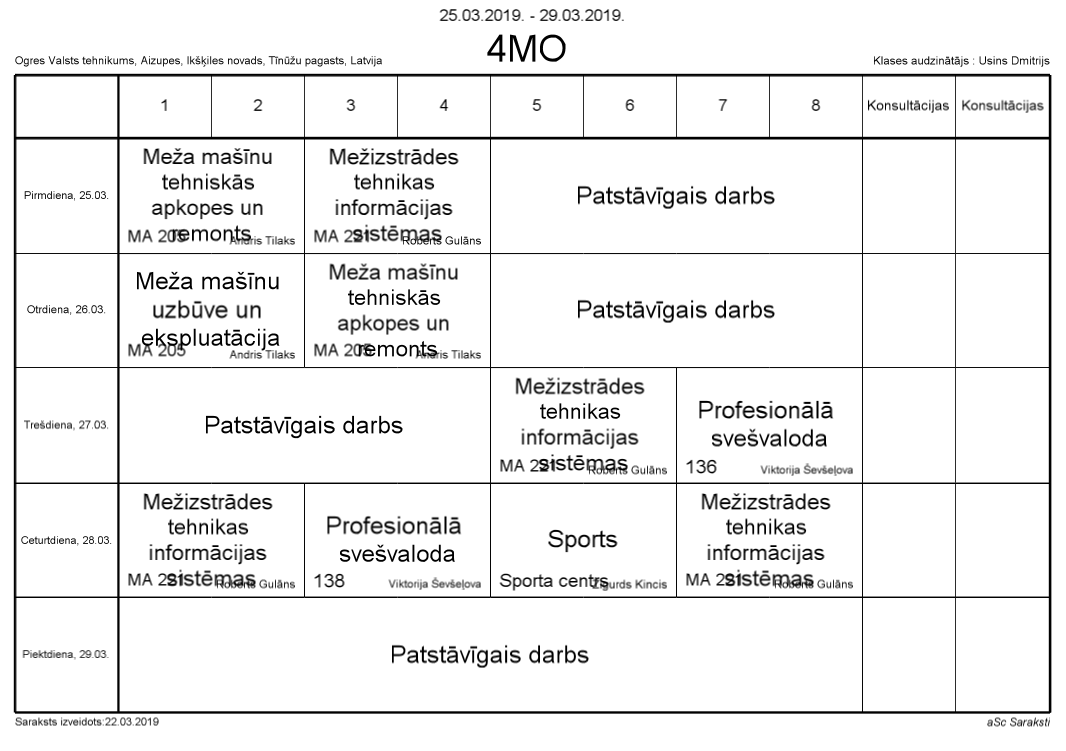 25.03.2019. - 29.03.2019.
4MO
Ogres Valsts tehnikums, Aizupes, Ikšķiles novads, Tīnūžu pagasts, Latvija
Klases audzinātājs : Usins Dmitrijs
1 2 3 4 5 6 7 8 Konsultācijas Konsultācijas
Pirmdiena, 25.03.
Meža mašīnu
tehniskās
apkopes un
remonts
MA 205 Andris Tilaks
Mežizstrādes
tehnikas
informācijas
sistēmas
MA 221 Roberts Gulāns
Patstāvīgais darbs
Otrdiena, 26.03.
Meža mašīnu
uzbūve un
ekspluatācija
MA 205 Andris Tilaks
Meža mašīnu
tehniskās
apkopes un
remonts
MA 205 Andris Tilaks
Patstāvīgais darbs
Trešdiena, 27.03.
Patstāvīgais darbs
Mežizstrādes
tehnikas
informācijas
sistēmas
MA 221 Roberts Gulāns
Profesionālā
svešvaloda
136 Viktorija Ševšeļova
Ceturtdiena, 28.03.
Mežizstrādes
tehnikas
informācijas
sistēmas
MA 221 Roberts Gulāns
Profesionālā
svešvaloda
138 Viktorija Ševšeļova
Sports
Sporta centrs Zigurds Kincis
Mežizstrādes
tehnikas
informācijas
sistēmas
MA 221 Roberts Gulāns
Piektdiena, 29.03.
Patstāvīgais darbs
Saraksts izveidots:22.03.2019
aSc Saraksti